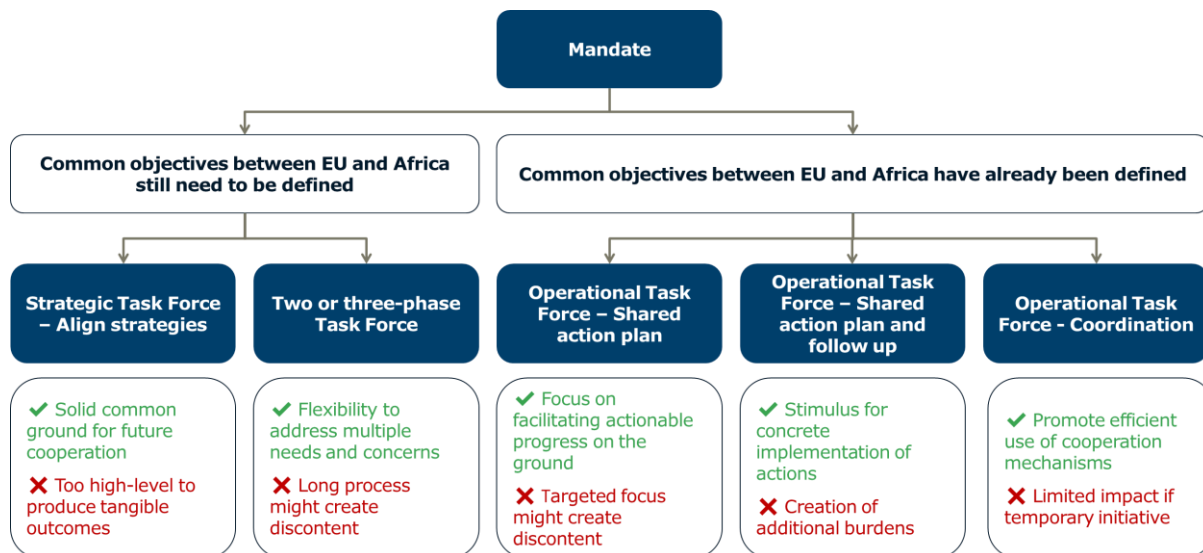 Mandate
Common objectives between EU and Africa
still need to be defined
Common objectives between EU and Africa have already been defined
Strategic Task Force
– Align strategies
Two or three-phase
Task Force
Operational Task
Force – Shared
action plan
Operational Task
Force – Shared
action plan and
follow up
Operational Task
Force - Coordination
✓ Solid common
ground for future
cooperation
✗ Too high-level to
produce tangible
outcomes
✓ Flexibility to
address multiple
needs and concerns
✗ Long process
might create
discontent
✓ Focus on
facilitating actionable
progress on the
ground
✗ Targeted focus
might create
discontent
✓ Stimulus for
concrete
implementation of
actions
✗ Creation of
additional burdens
✓ Promote efficient
use of cooperation
mechanisms
✗ Limited impact if
temporary initiative